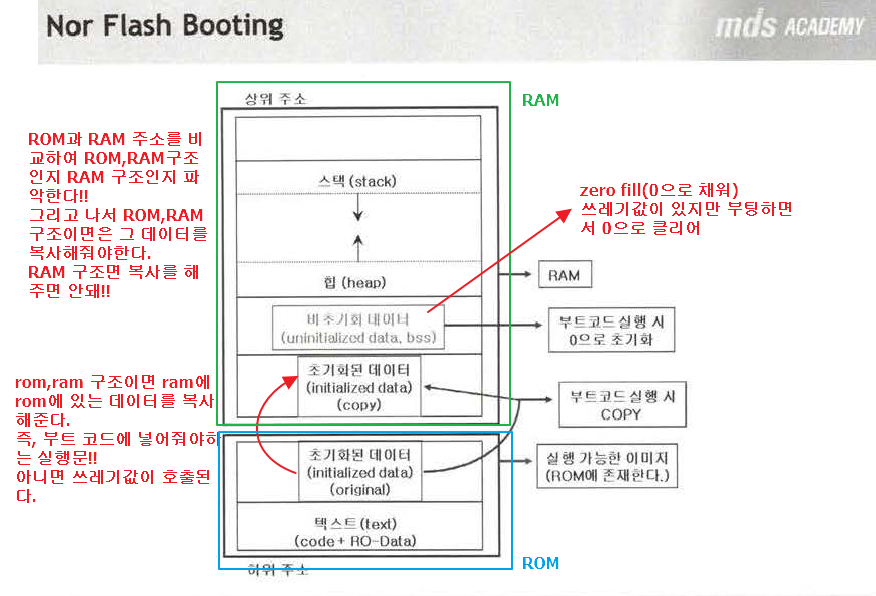 Nor Flash Booting
mds ACADEMY
상위 주소
RAM
ROM과 RAM 주소를 비
교하여 ROM,RAM구조
인지 RAM 구조인지 파
악한다!!
그리고 나서 ROM,RAM
구조이면은 그 데이터를
복사해줘야한다.
RAM 구조면 복사를 해
주면 안돼!!
스택 (stack)
zero fill(0으로 채워)
쓰레기값이 있지만 부팅하면
서 0으로 클리어
힙 (heap)
RAM
비초기화 데이터
(uninitialized data, bss)
부트코드 실행 시
0으로 초기화
초기화된 데이터
(initialized data)
(copy)
부트코드 실행 시
COPY
rom,ram 구조이면 ram에
rom에 있는 데이터를 복사
해준다.
즉, 부트 코드에 넣어줘야하
는 실행문!!
아니면 쓰레기값이 호출된
다.
초기화된 데이터
(initialized data)
(original)
실행 가능한 이미지
(ROM에 존재한다.)
텍스트 (text)
(code + RO-Data)
하위 주소
ROM